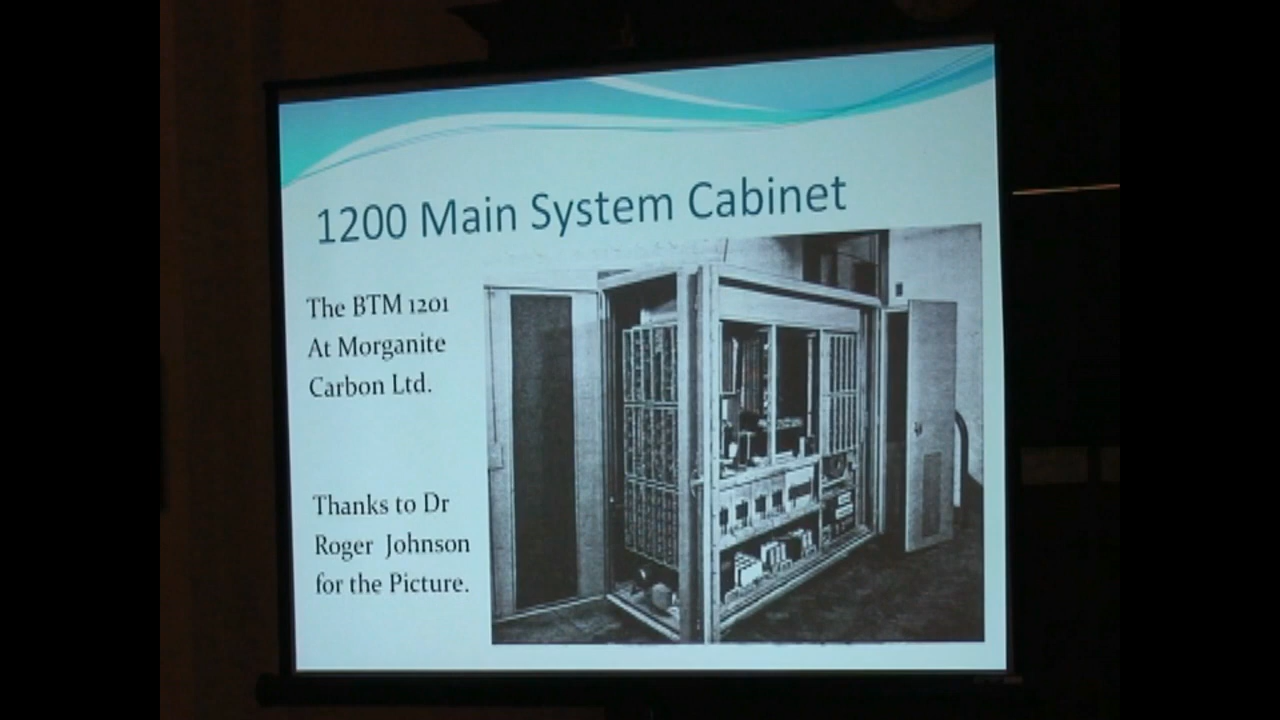 1200 Main System Cabinet
The BTM 1201
At Morganite
Carbon Ltd.
Thanks to Dr
Roger Johnson
for the Picture.